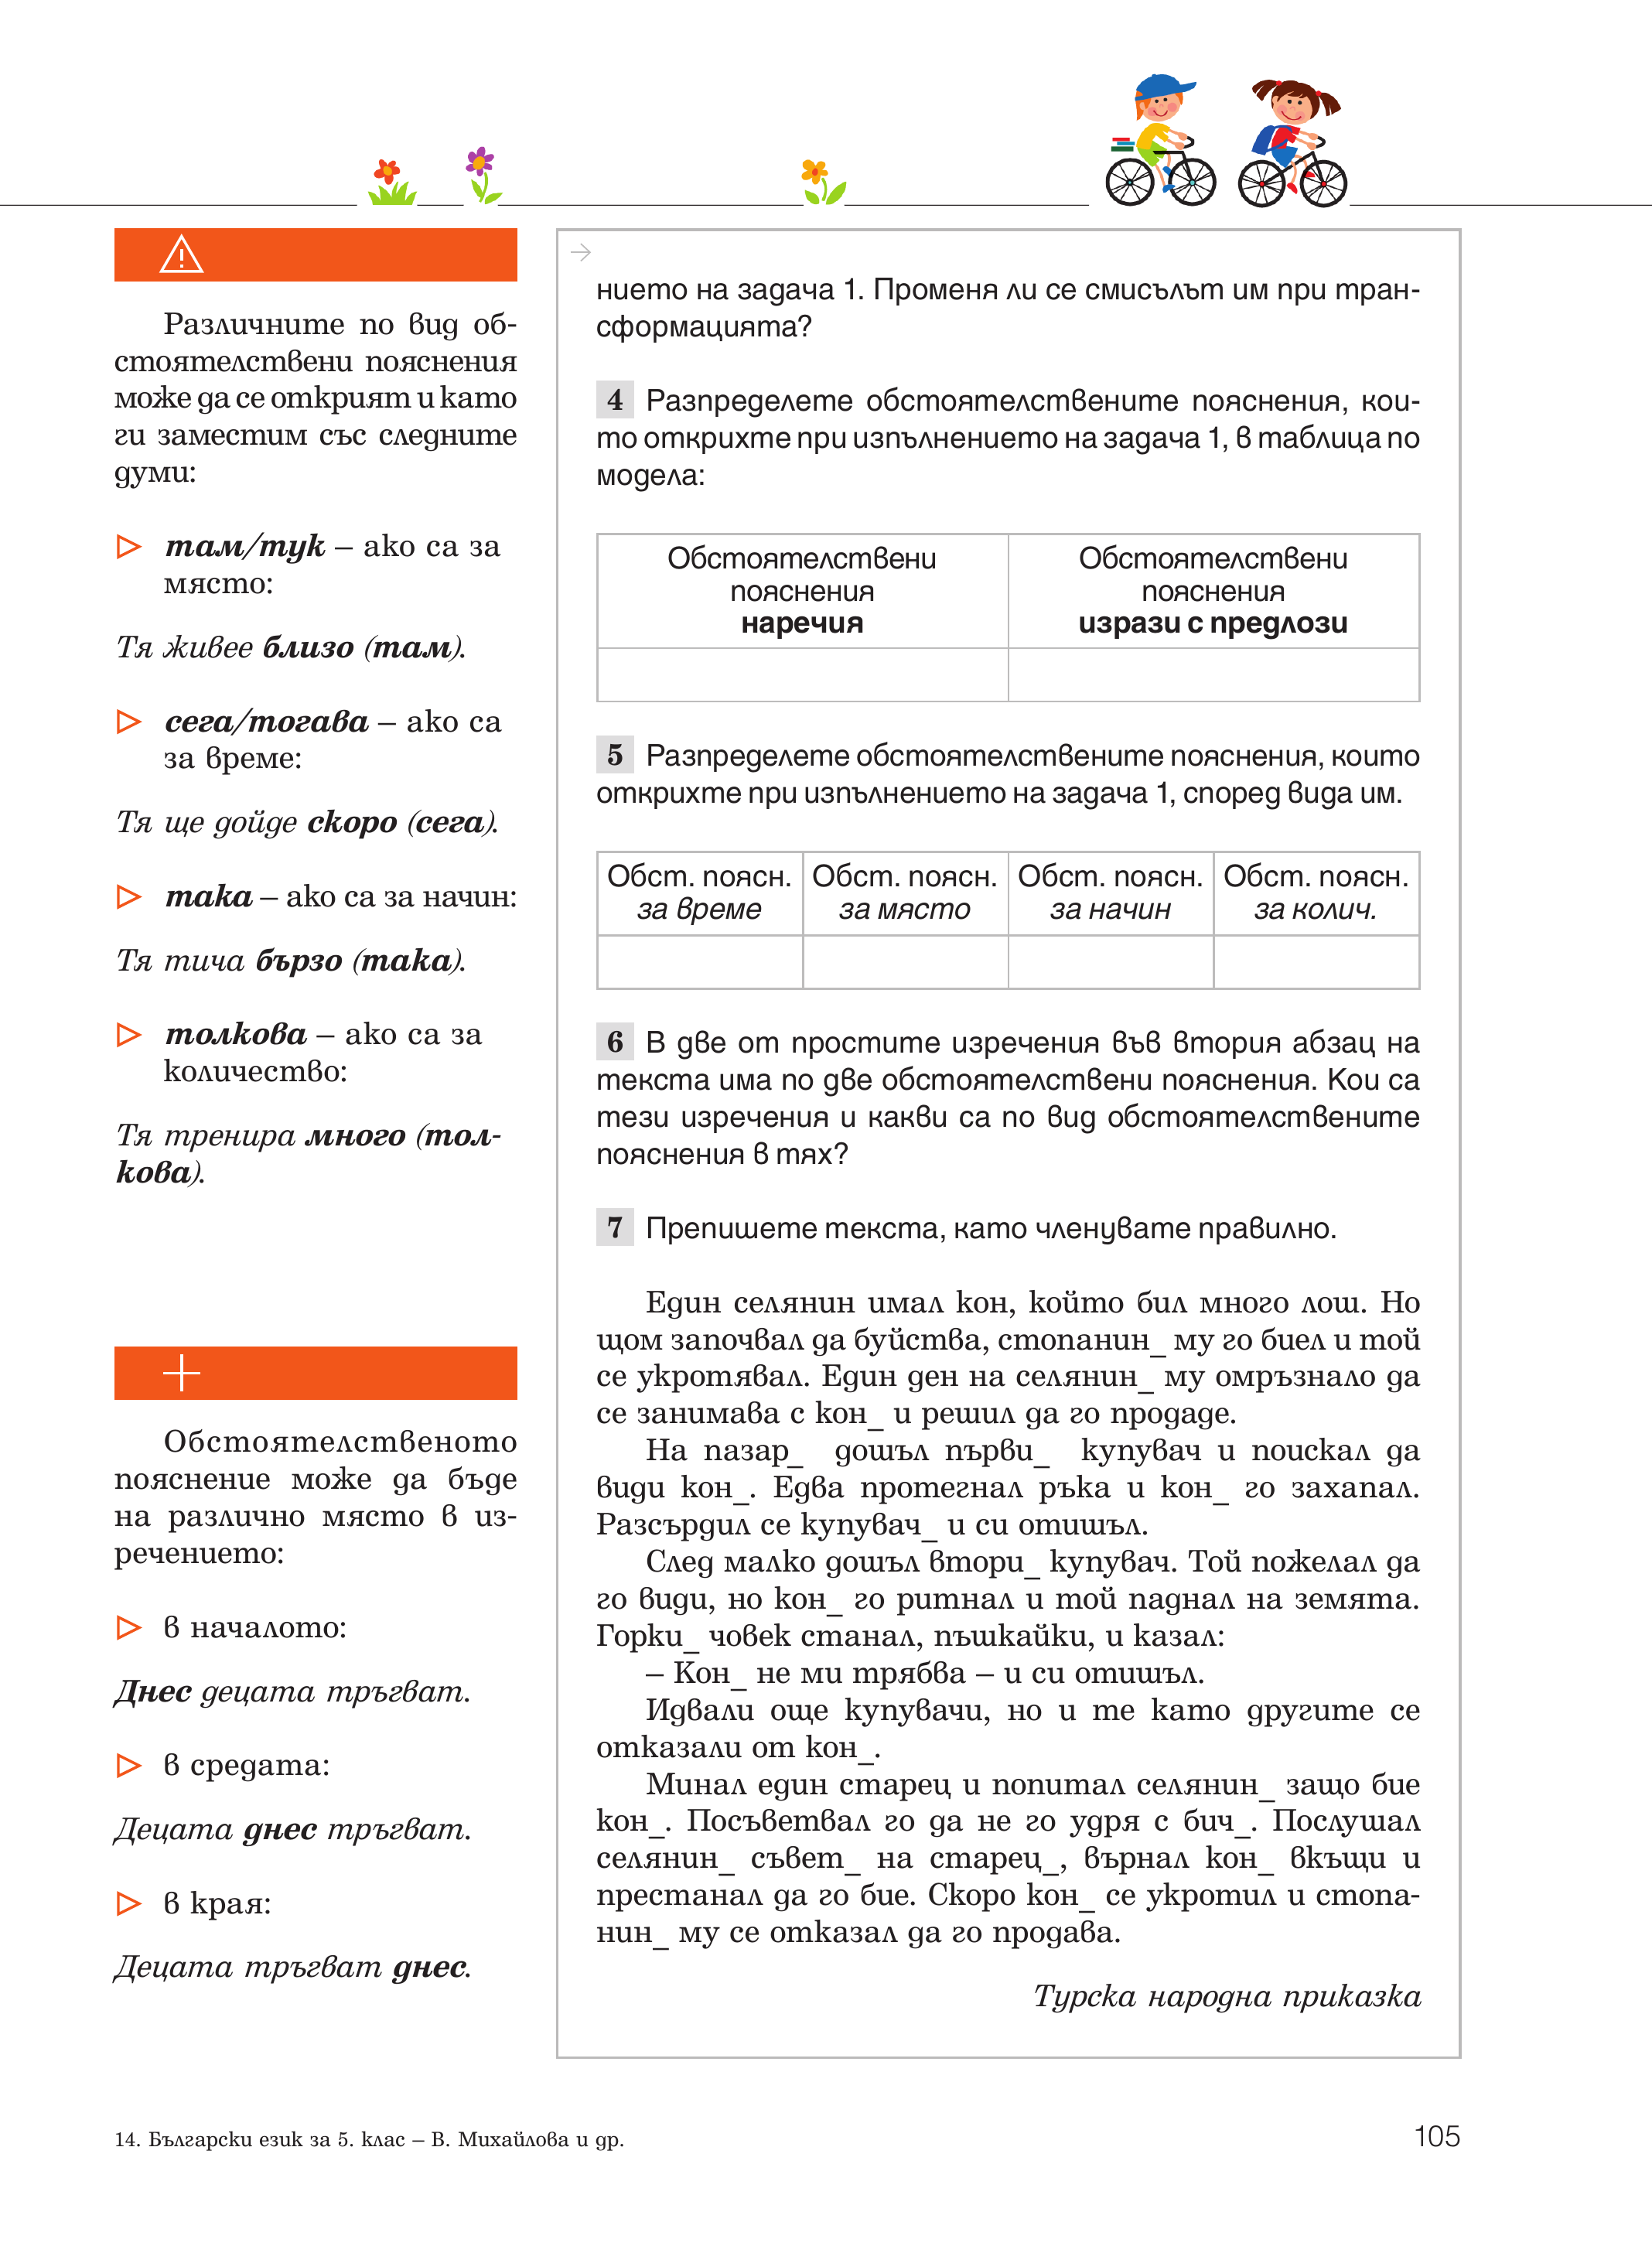 Различните по вид об-
стоятелствени пояснения
може да се открият и като
ги заместим със следните
думи:
там/тук – ако са за
място:
Тя живее близо (там).
сега/тогава – ако са
за време:
Тя ще дойде скоро (сега).
така – ако са за начин:
Тя тича бързо (така).
толкова – ако са за
количество:
Тя тренира много (тол-
кова).
Обстоятелственото
пояснение може да бъде
на различно място в из-
речението:
в началото:
Днес децата тръгват.
в средата:
Децата днес тръгват.
в края:
Децата тръгват днес.
нието на задача 1. Променя ли се смисълът им при тран-
сформацията?
4 Разпределете обстоятелствените пояснения, кои-
то открихте при изпълнението на задача 1, в таблица по
модела:
Обстоятелствени
пояснения
наречия
Обстоятелствени
пояснения
изрази с предлози
5 Разпределете обстоятелствените пояснения, които
открихте при изпълнението на задача 1, според вида им.
Обст. поясн.
за време
Обст. поясн.
за място
Обст. поясн.
за начин
Обст. поясн.
за колич.
6 В две от простите изречения във втория абзац на
текста има по две обстоятелствени пояснения. Кои са
тези изречения и какви са по вид обстоятелствените
пояснения в тях?
7 Препишете текста, като членувате правилно.
Един селянин имал кон, който бил много лош. Но
щом започвал да буйства, стопанин_ му го биел и той
се укротявал. Един ден на селянин_ му омръзнало да
се занимава с кон_ и решил да го продаде.
На пазар_ дошъл първи_ купувач и поискал да
види кон_. Едва протегнал ръка и кон_ го захапал.
Разсърдил се купувач_ и си отишъл.
След малко дошъл втори_ купувач. Той пожелал да
го види, но кон_ го ритнал и той паднал на земята.
Горки_ човек станал, пъшкайки, и казал:
– Кон_ не ми трябва – и си отишъл.
Идвали още купувачи, но и те като другите се
отказали от кон_.
Минал един старец и попитал селянин_ защо бие
кон_. Посъветвал го да не го удря с бич_. Послушал
селянин_ съвет_ на старец_, върнал кон_ вкъщи и
престанал да го бие. Скоро кон_ се укротил и стопа-
нин_ му се отказал да го продава.
Турска народна приказка
14. Български език за 5. клас – В. Михайлова и др.
105